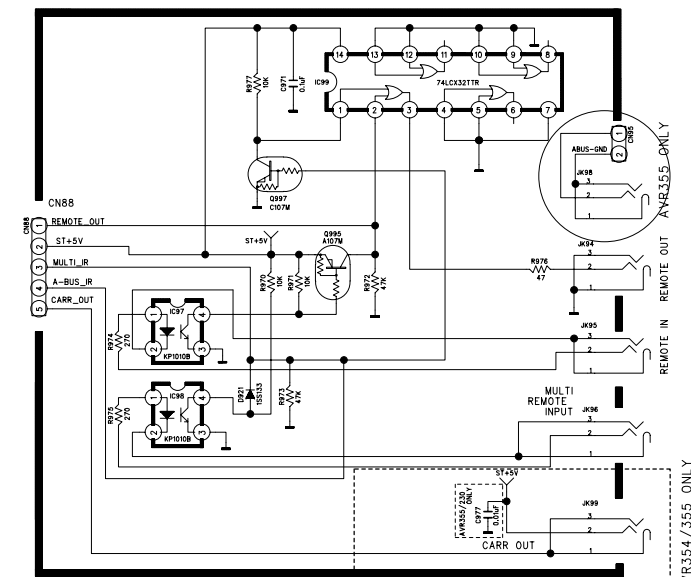 14 13 12 11 10 9 8
IC99
74LCX32TTR
1 2 3 4 5 6 7
R977
10K
C971
0.1uF
1
2
CN95
ABUS-GND
AVR355 ONLY
JK98
3
2
1
Q997
C107M
CN88
CN88
1 REMOTE_OUT
2 ST+5V
3 MULTI_IR
4 A-BUS_IR
5 CARR_OUT
ST+5V
Q995
A107M
R970
10K
R971
10K
R972
47K
R976
47
JK94
3
2
1
REMOTE OUT
R974
270
IC97
1 4
2 3
KP1010B
JK95
3
2
1
REMOTE IN
R975
270
IC98
1 4
2 3
KP1010B
D921
1SS133
R973
47K
MULTI
REMOTE
INPUT
JK96
3
2
1
ST+5V
AVR355/230
ONLY
C977
0.01uF
CARR OUT
JK99
3
2
1
VR354/355 ONLY